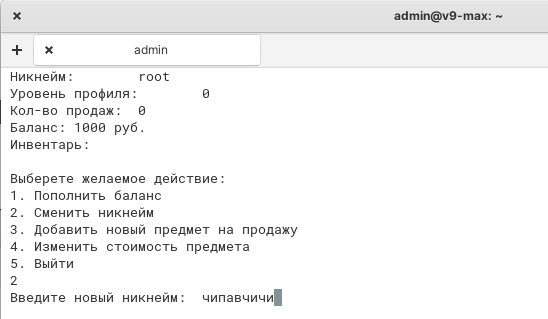 admin@v9-max: ~
admin
Никнейм: root
Уровень профиля: 0
Кол-во продаж: 0
Баланс: 1000 руб.
Инвентарь:
Выберете желаемое действие:
1. Пополнить баланс
2. Сменить никнейм
3. Добавить новый предмет на продажу
4. Изменить стоимость предмета
5. Выйти
2
Введите новый никнейм: чипавчичи